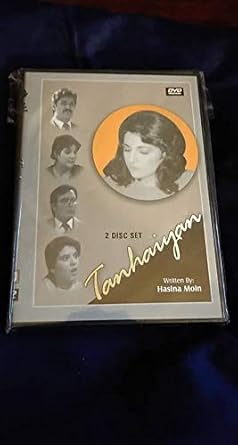 DVD
2 DISC SET
Tanhaiyan
Written By:
Hasina Moin